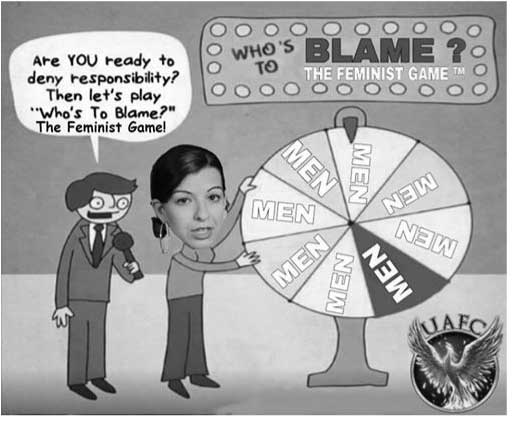 Are YOU ready to
deny responsibility?
Then let's play
"Who's To Blame?"
The Feminist Game!
WHO'S
TO
BLAME ?
THE FEMINIST GAME ™
MEN
MEN
MEN
MEN
MEN
MEN
MEN
MEN
UAFC